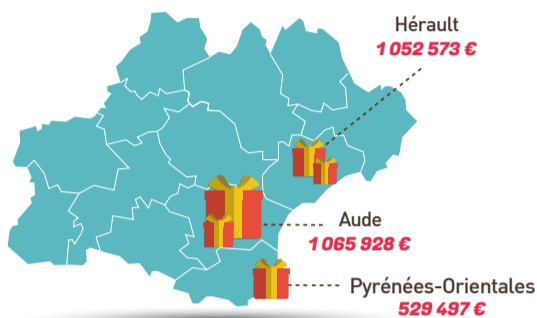 Hérault
1 052 573 €
Aude
1 065 928 €
Pyrénées-Orientales
529 497 €